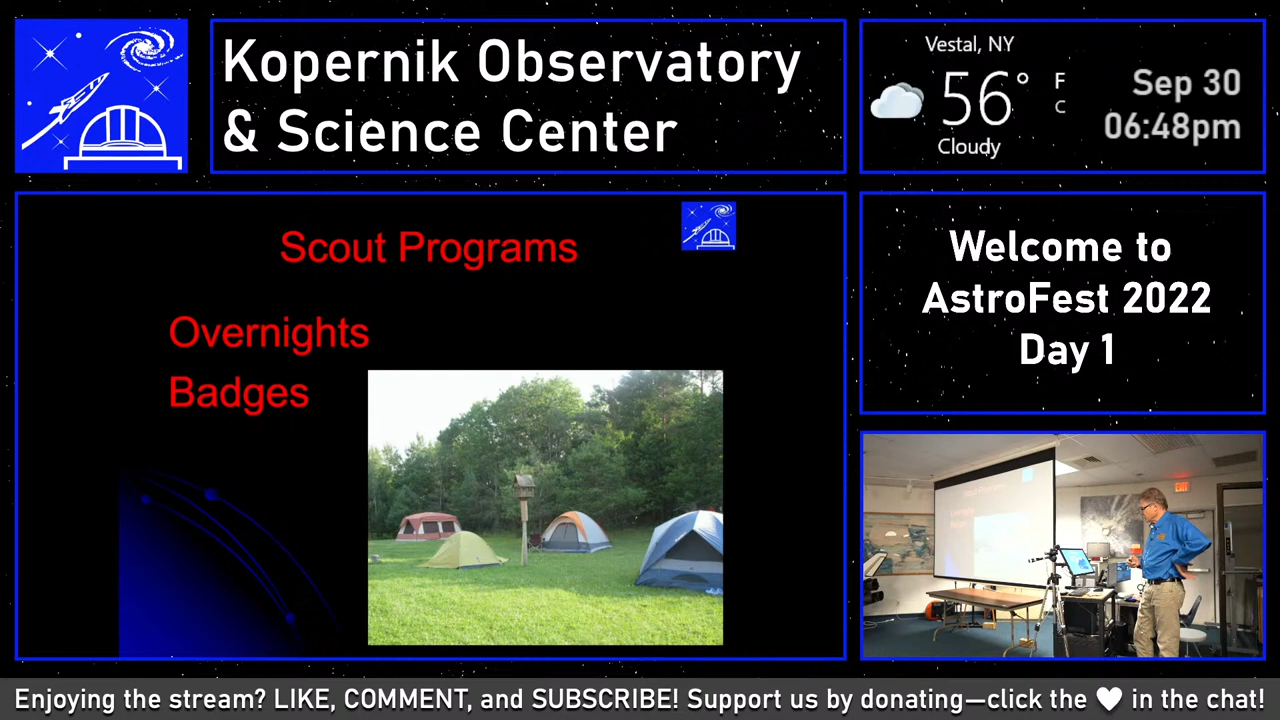 Kopernik Observatory
& Science Center
Vestal, NY
56° F
C
Cloudy
Sep 30
06:48pm
Scout Programs
Overnights
Badges
Welcome to
AstroFest 2022
Day 1
EXIT
Enjoying the stream? LIKE, COMMENT, and SUBSCRIBE! Support us by donating—click the ♥ in the chat!